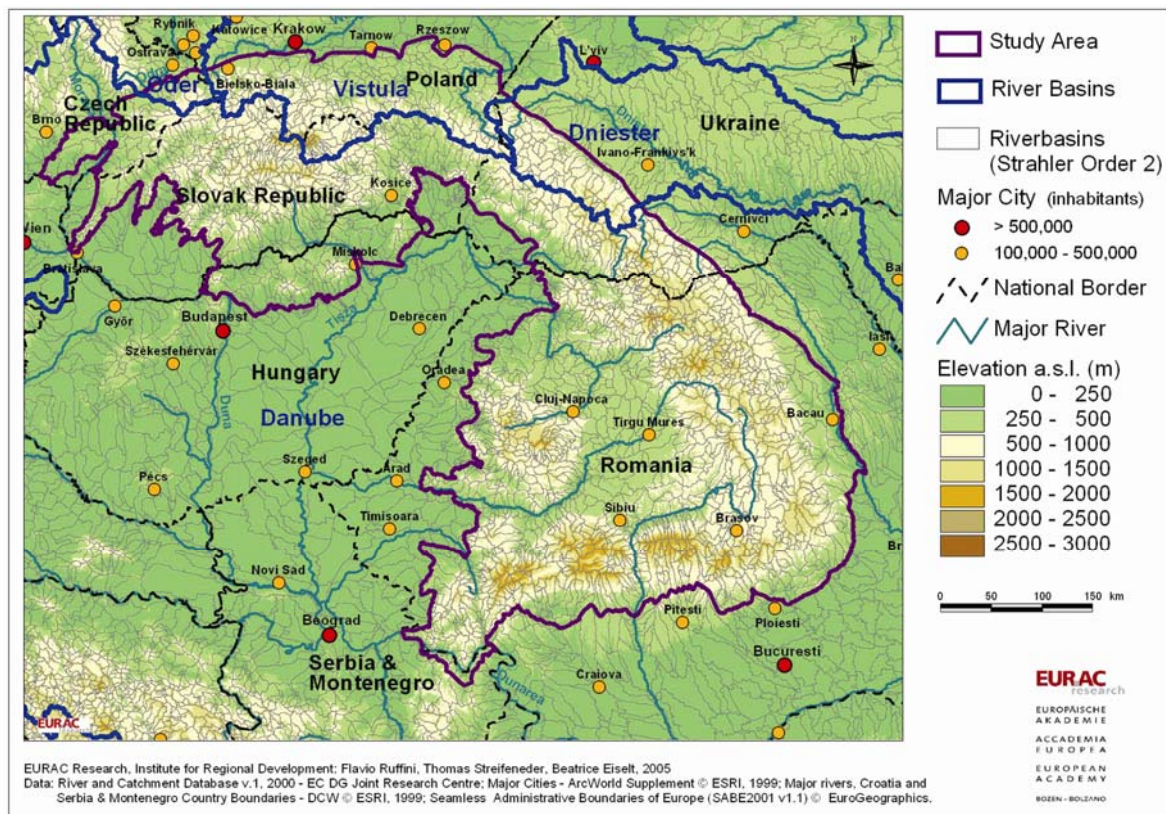 Rybnik
Katowice
Krakow
Tarnow
Rzeszow
L'viv
Ostrava
Oder
Bielsko-Biala
Vistula
Poland
Czech
Republic
Brno
Dniester
Ukraine
Ivano-Frankivs'k
Kosice
Slovak Republic
Cernivci
Wien
Bratislava
Miskolc
Györ
Budapest
Tisza
Debrecen
Iasi
Székesfehérvár
Hungary
Oradea
Duna
Danube
Cluj-Napoca
Tirgu Mures
Bacau
Szeged
Arad
Romania
Pécs
Timisoara
Sibiu
Brasov
Novi Sad
Beograd
Pitesti
Ploiesti
Serbia &
Montenegro
Bucuresti
Dunarea
Craiova
EURAC
research
Study Area
River Basins
Riverbasins
(Strahler Order 2)
Major City (inhabitants)
> 500,000
100,000 - 500,000
National Border
Major River
Elevation a.s.l. (m)
0 - 250
250 - 500
500 - 1000
1000 - 1500
1500 - 2000
2000 - 2500
2500 - 3000
0 50 100 150
km
EURAC
research
EUROPÄISCHE
AKADEMIE
ACCADEMIA
EUROPEA
EUROPEAN
ACADEMY
BOZEN - BOLZANO
EURAC Research, Institute for Regional Development: Flavio Ruffini, Thomas Streifeneder, Beatrice Eiselt, 2005
Data: River and Catchment Database v.1, 2000 - EC DG Joint Research Centre; Major Cities - ArcWorld Supplement © ESRI, 1999; Major rivers, Croatia and
Serbia & Montenegro Country Boundaries - DCW © ESRI, 1999; Seamless Administrative Boundaries of Europe (SABE2001 v1.1) © EuroGeographics.